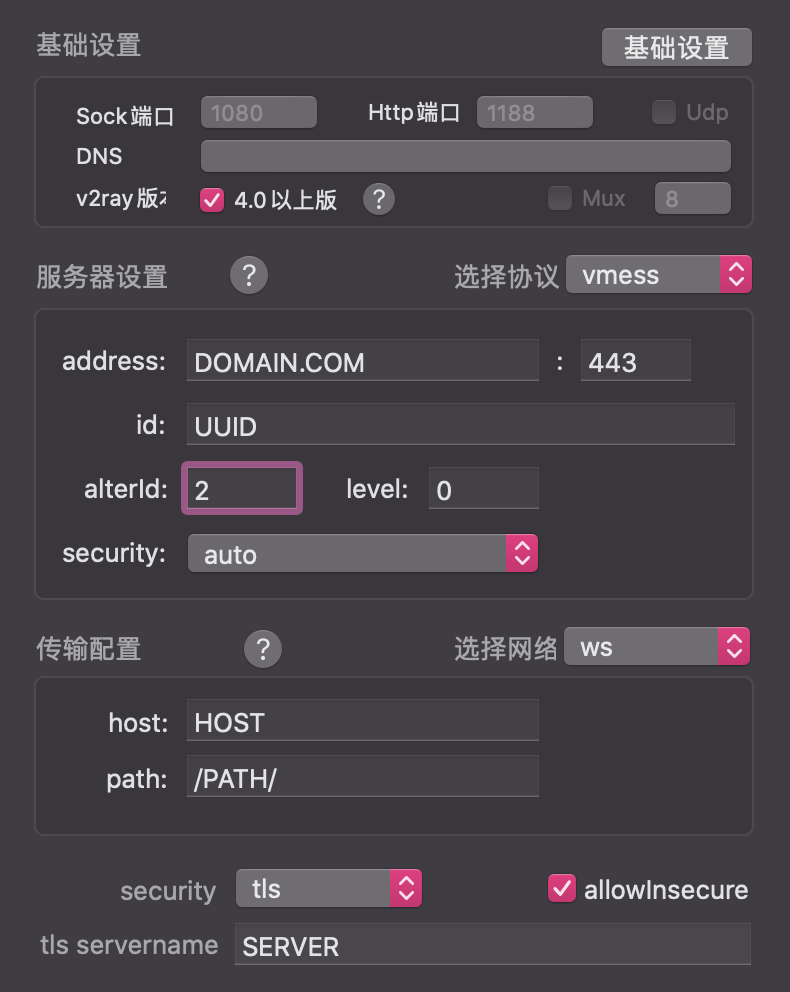 基础设置 基础设置
Sock端口 1080 Http端口 1188 Udp
DNS
v2ray版 4.0以上版 ? Mux 8
服务器设置 ? 选择协议 vmess
address: DOMAIN.COM : 443
id: UUID
alterId: 2 level: 0
security: auto
传输配置 ? 选择网络 ws
host: HOST
path: /PATH/
security tls allowInsecure
tls servername SERVER